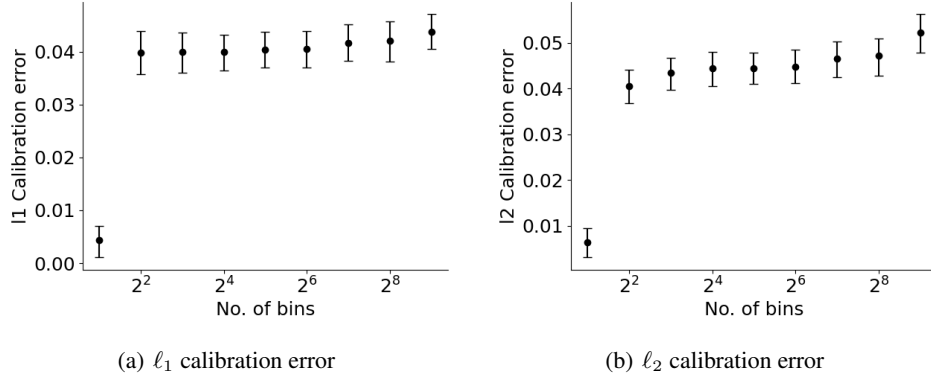 l1 Calibration error
0.04
0.03
0.02
0.01
0.00
2^2 2^4 2^6 2^8
No. of bins
(a) ℓ₁ calibration error
l2 Calibration error
0.05
0.04
0.03
0.02
0.01
2^2 2^4 2^6 2^8
No. of bins
(b) ℓ₂ calibration error